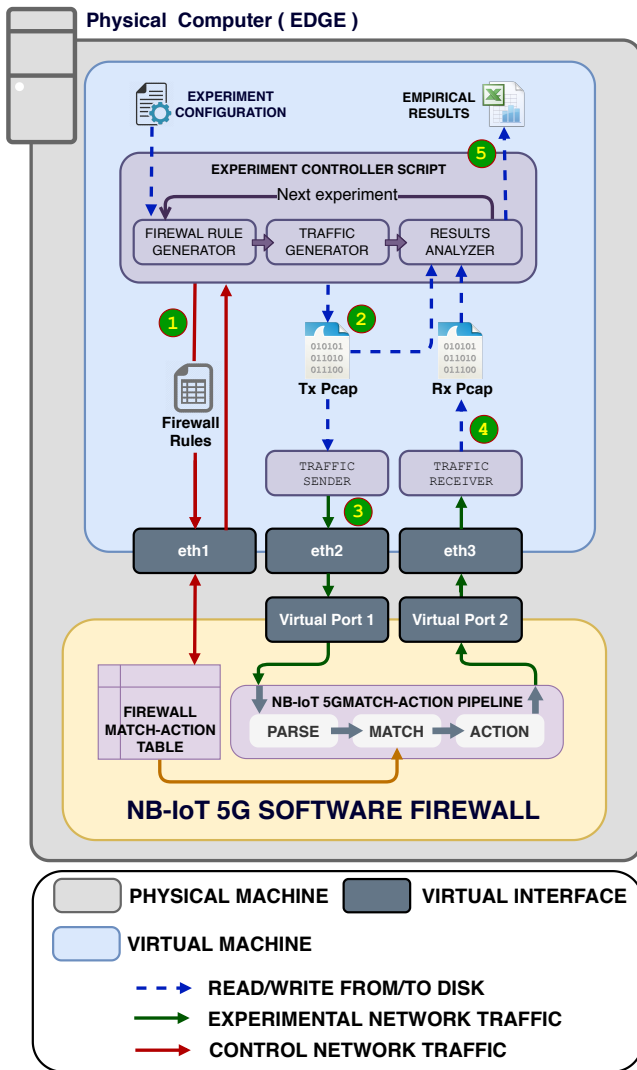 Physical Computer ( EDGE )
EXPERIMENT
CONFIGURATION
EMPIRICAL
RESULTS
5
EXPERIMENT CONTROLLER SCRIPT
Next experiment
FIREWAL RULE
GENERATOR
TRAFFIC
GENERATOR
RESULTS
ANALYZER
1
2
010101
011010
011100
010101
011010
011100
Tx Pcap
Rx Pcap
Firewall
Rules
4
TRAFFIC
SENDER
TRAFFIC
RECEIVER
3
eth1
eth2
eth3
Virtual Port 1
Virtual Port 2
FIREWALL
MATCH-ACTION
TABLE
NB-IoT 5GMATCH-ACTION PIPELINE
PARSE
MATCH
ACTION
NB-IoT 5G SOFTWARE FIREWALL
PHYSICAL MACHINE
VIRTUAL INTERFACE
VIRTUAL MACHINE
READ/WRITE FROM/TO DISK
EXPERIMENTAL NETWORK TRAFFIC
CONTROL NETWORK TRAFFIC